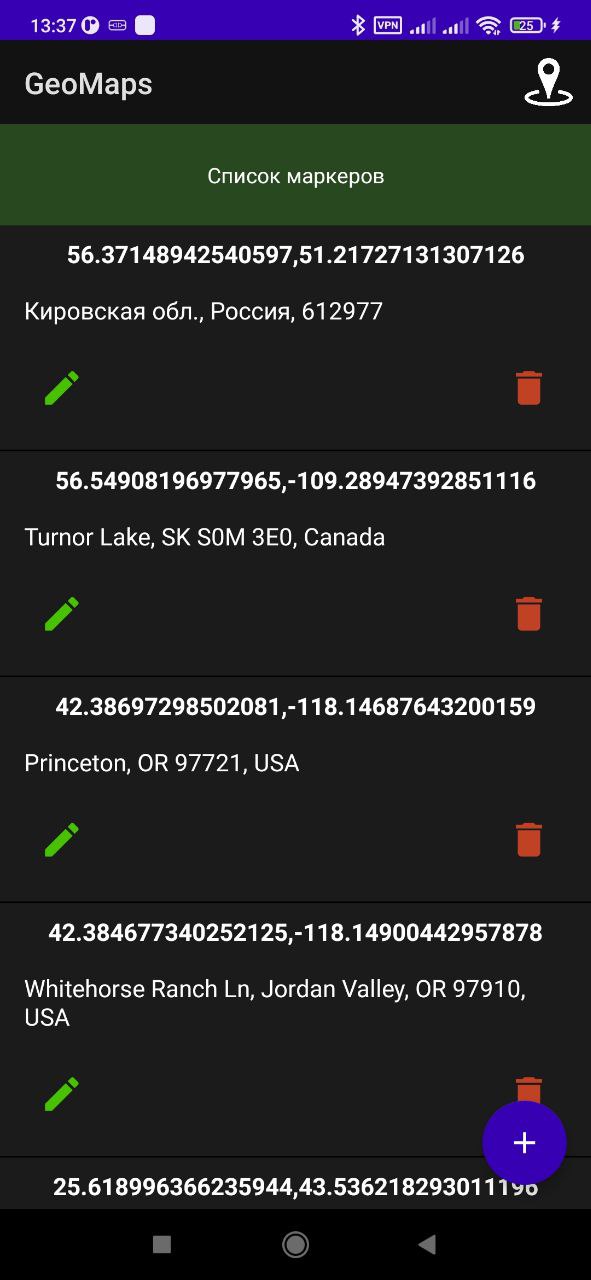 13:37
VPN
25
GeoMaps
Список маркеров
56.37148942540597,51.21727131307126
Кировская обл., Россия, 612977
56.54908196977965,-109.28947392851116
Turnor Lake, SK S0M 3E0, Canada
42.38697298502081,-118.14687643200159
Princeton, OR 97721, USA
42.384677340252125,-118.14900442957878
Whitehorse Ranch Ln, Jordan Valley, OR 97910,
USA
25.618996366235944,43.536218293011196